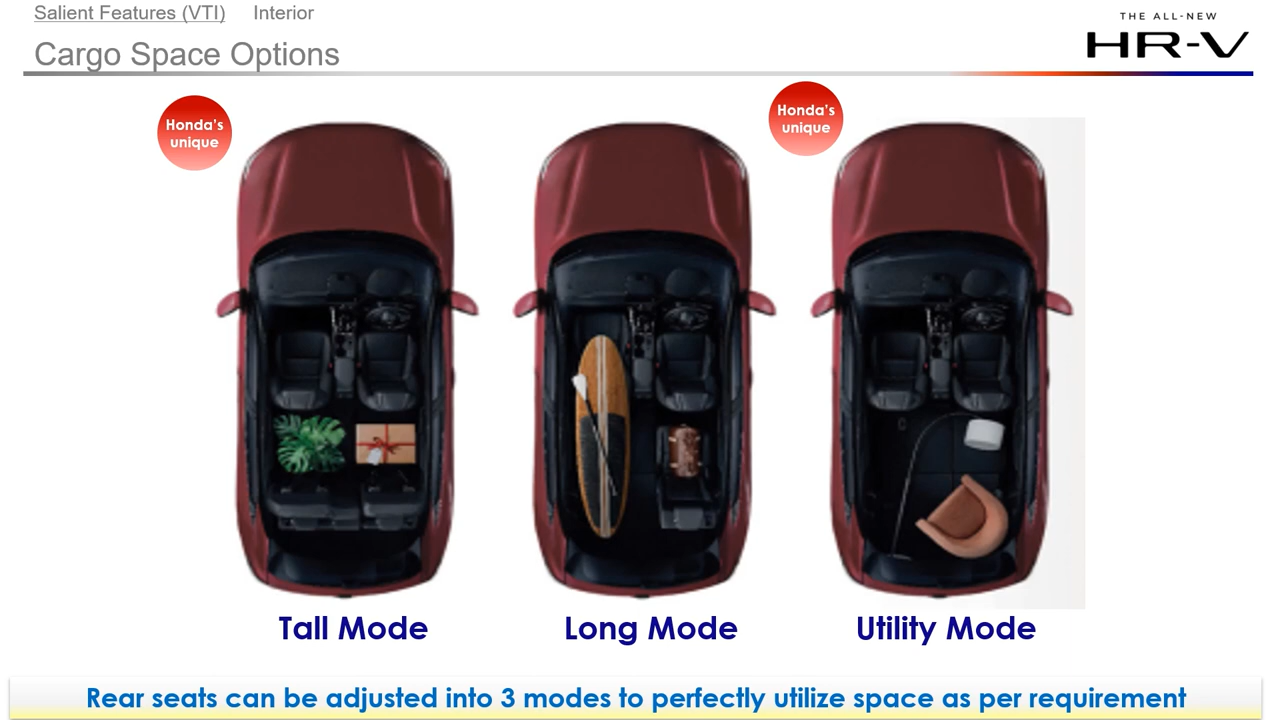 Salient Features (VTI) Interior
THE ALL-NEW
HR-V
Cargo Space Options
Honda's
unique
Honda's
unique
Tall Mode
Long Mode
Utility Mode
Rear seats can be adjusted into 3 modes to perfectly utilize space as per requirement